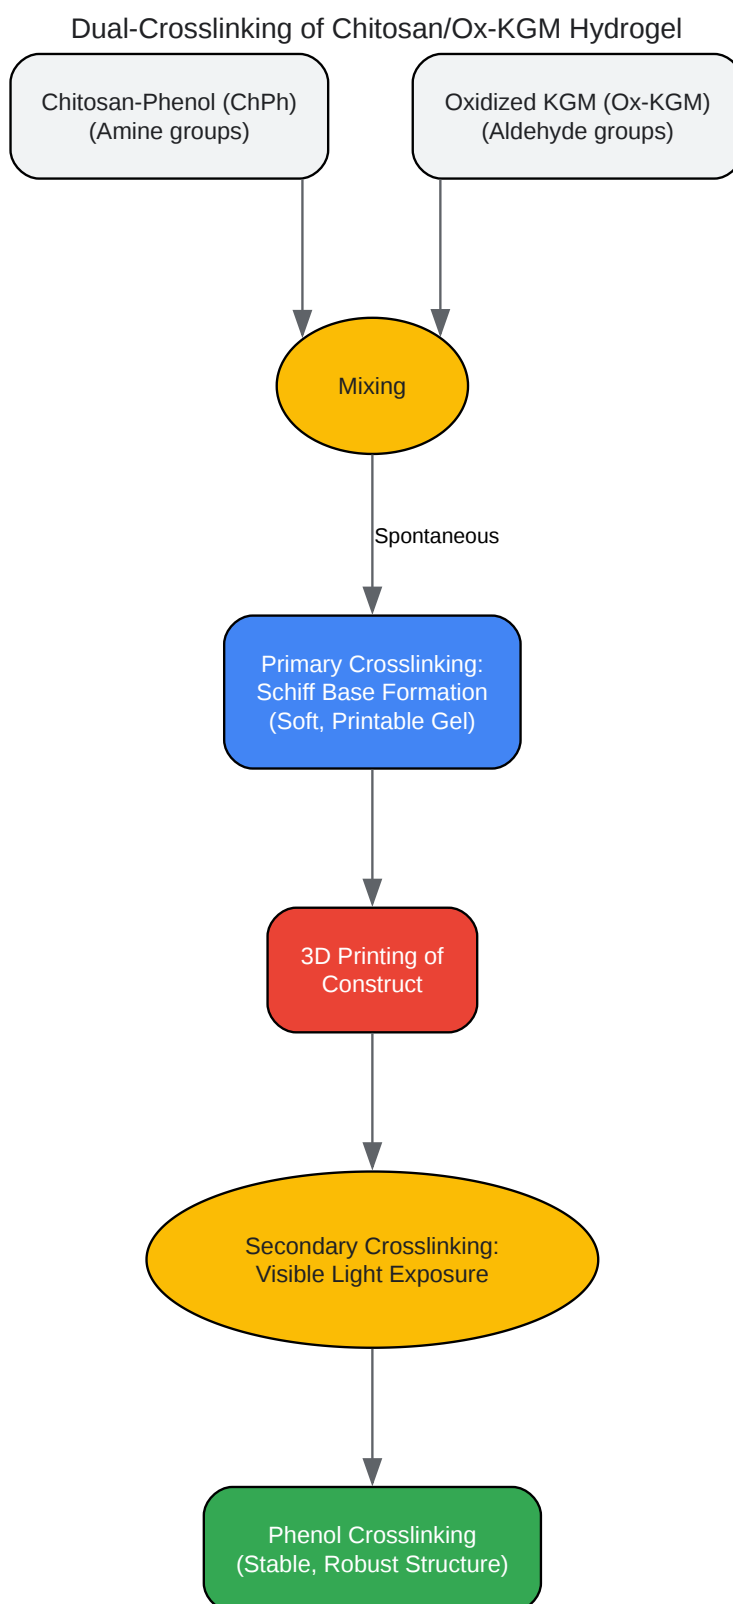 Dual-Crosslinking of Chitosan/Ox-KGM Hydrogel
Chitosan-Phenol (ChPh)
(Amine groups)
Oxidized KGM (Ox-KGM)
(Aldehyde groups)
Mixing
Spontaneous
Primary Crosslinking:
Schiff Base Formation
(Soft, Printable Gel)
3D Printing of
Construct
Secondary Crosslinking:
Visible Light Exposure
Phenol Crosslinking
(Stable, Robust Structure)